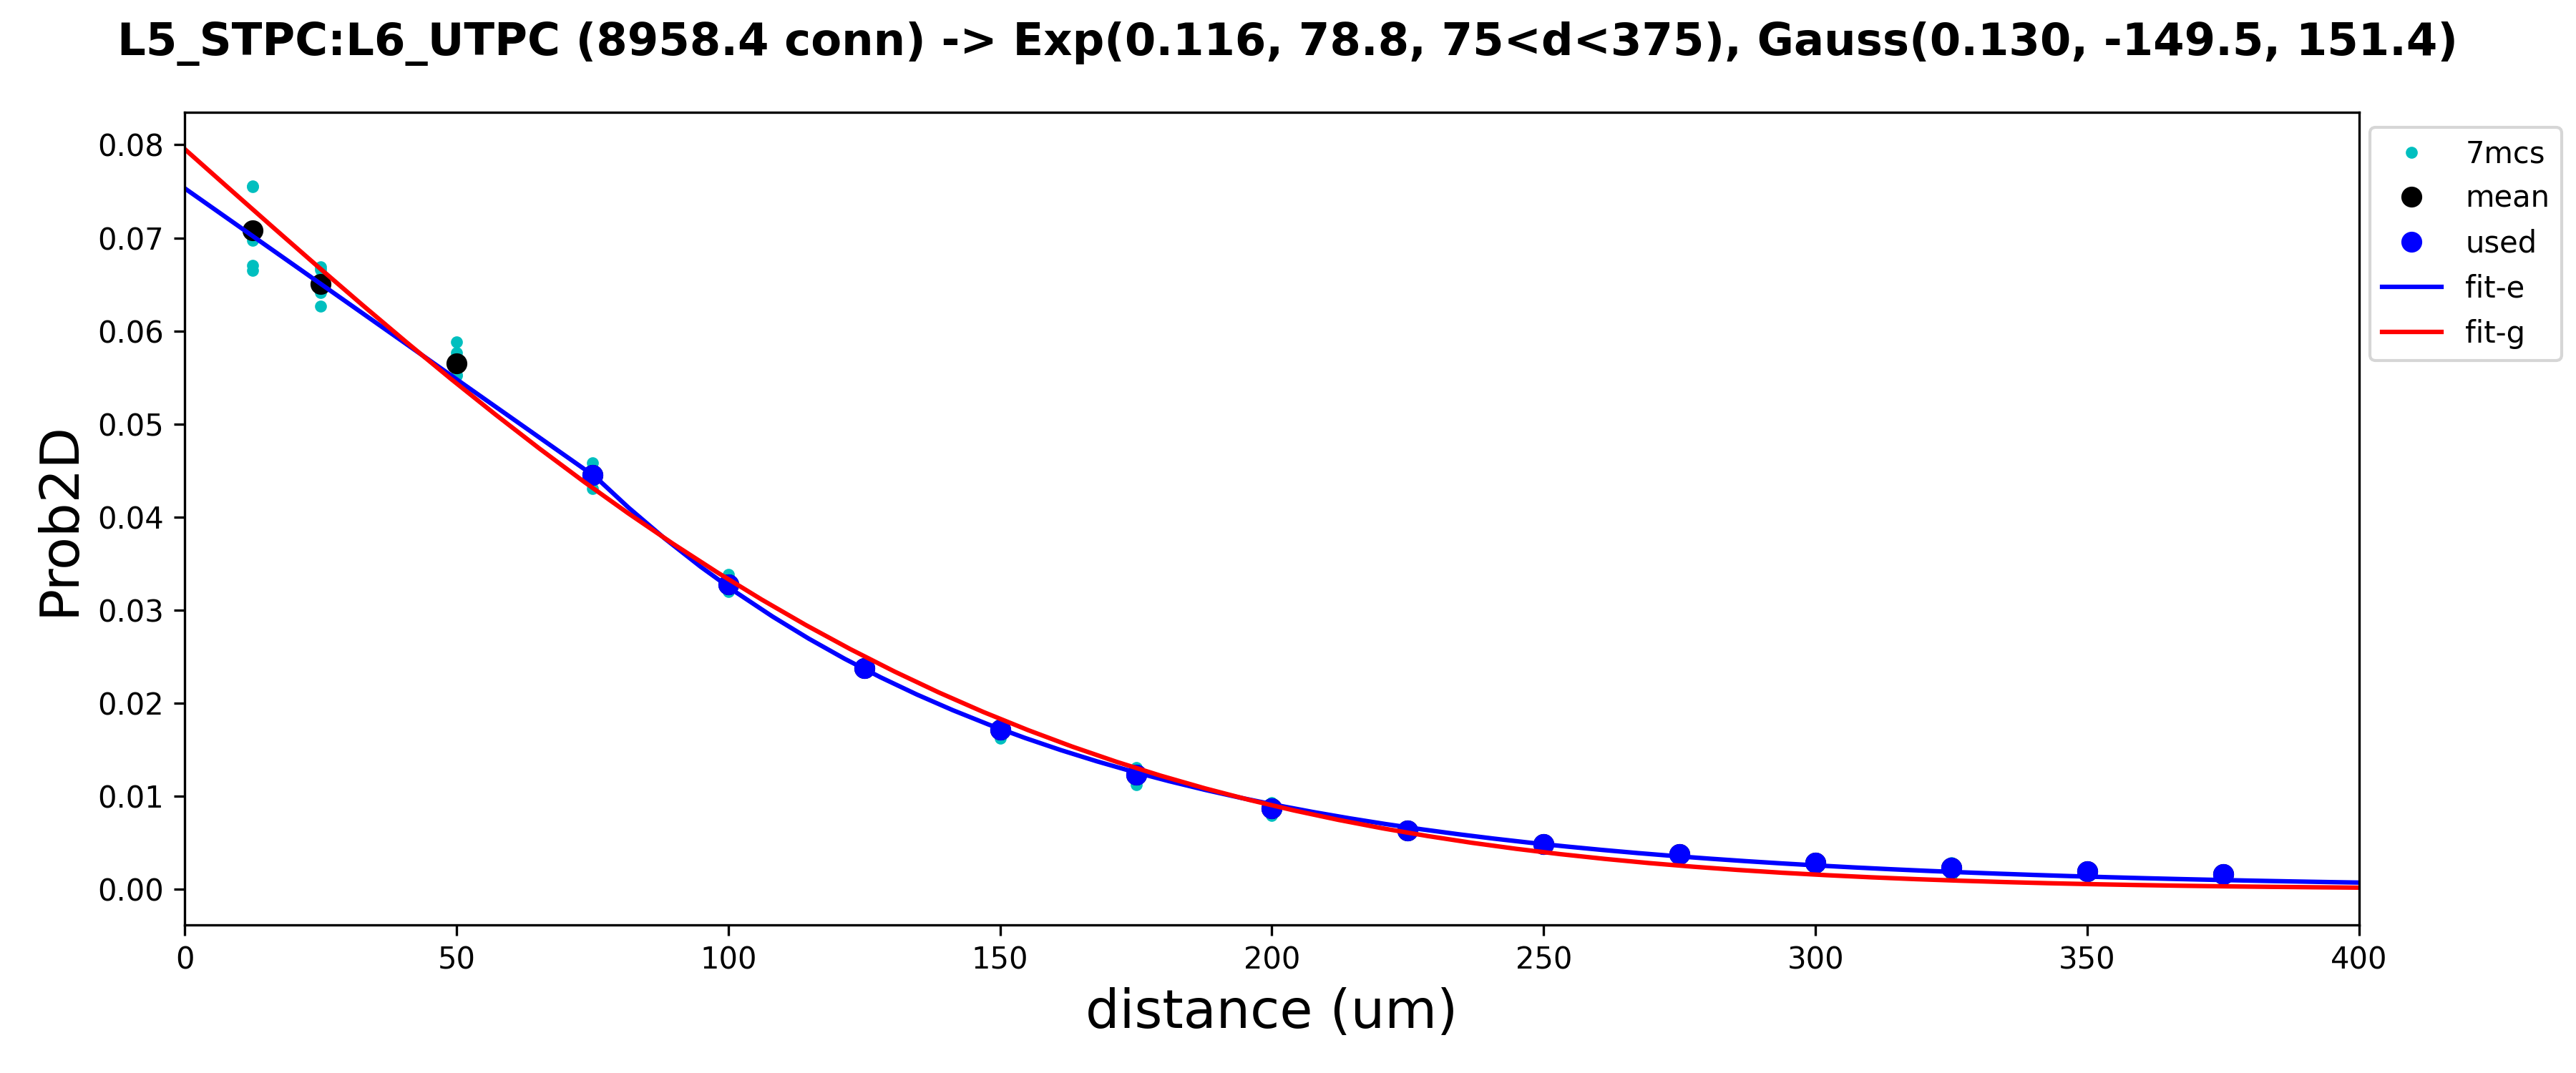 L5_STPC:L6_UTPC (8958.4 conn) -> Exp(0.116, 78.8, 75<d<375), Gauss(0.130, -149.5, 151.4)
0.08
0.07
0.06
0.05
0.04
0.03
0.02
0.01
0.00
Prob2D
0 50 100 150 200 250 300 350 400
distance (um)
7mcs
mean
used
fit-e
fit-g